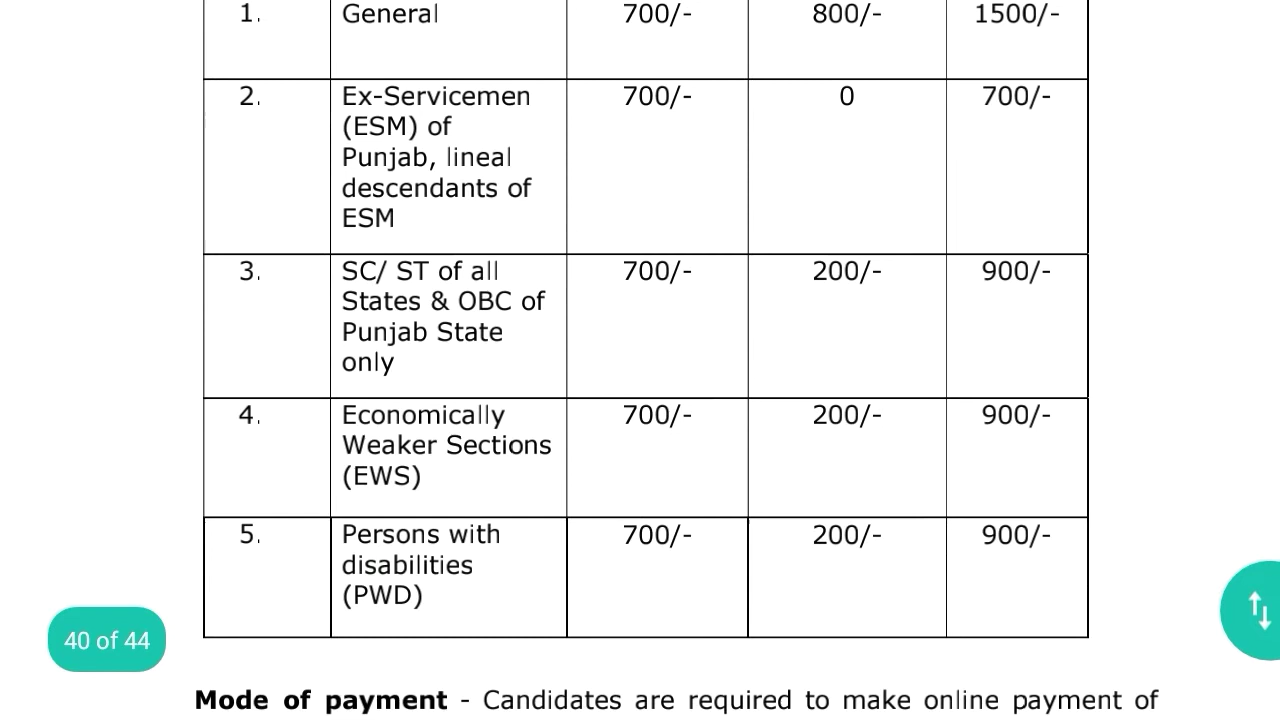 1. General 700/- 800/- 1500/-
2. Ex-Servicemen 700/- 0 700/-
(ESM) of
Punjab, lineal
descendants of
ESM
3. SC/ ST of all 700/- 200/- 900/-
States & OBC of
Punjab State
only
4. Economically 700/- 200/- 900/-
Weaker Sections
(EWS)
5. Persons with 700/- 200/- 900/-
disabilities
(PWD)
40 of 44
Mode of payment - Candidates are required to make online payment of